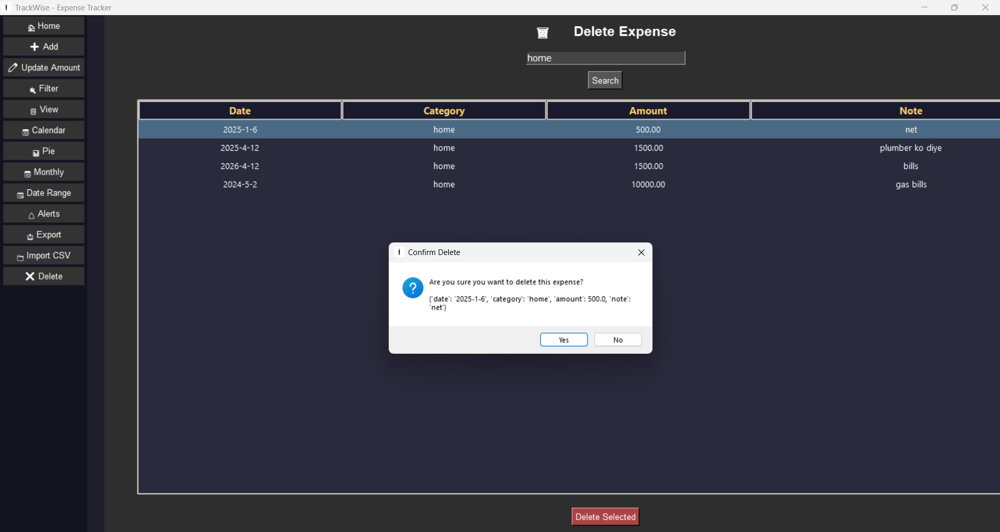 TrackWise - Expense Tracker
Home
Add
Update Amount
Filter
View
Calendar
Pie
Monthly
Date Range
Alerts
Export
Import CSV
Delete
Delete Expense
home
Search
Date Category Amount Note
2025-1-6 home 500.00 net
2025-4-12 home 1500.00 plumber ko diye
2026-4-12 home 1500.00 bills
2024-5-2 home 10000.00 gas bills
Confirm Delete
Are you sure you want to delete this expense?
{'date': '2025-1-6', 'category': 'home', 'amount': 500.0, 'note':
'net'}
Yes No
Delete Selected